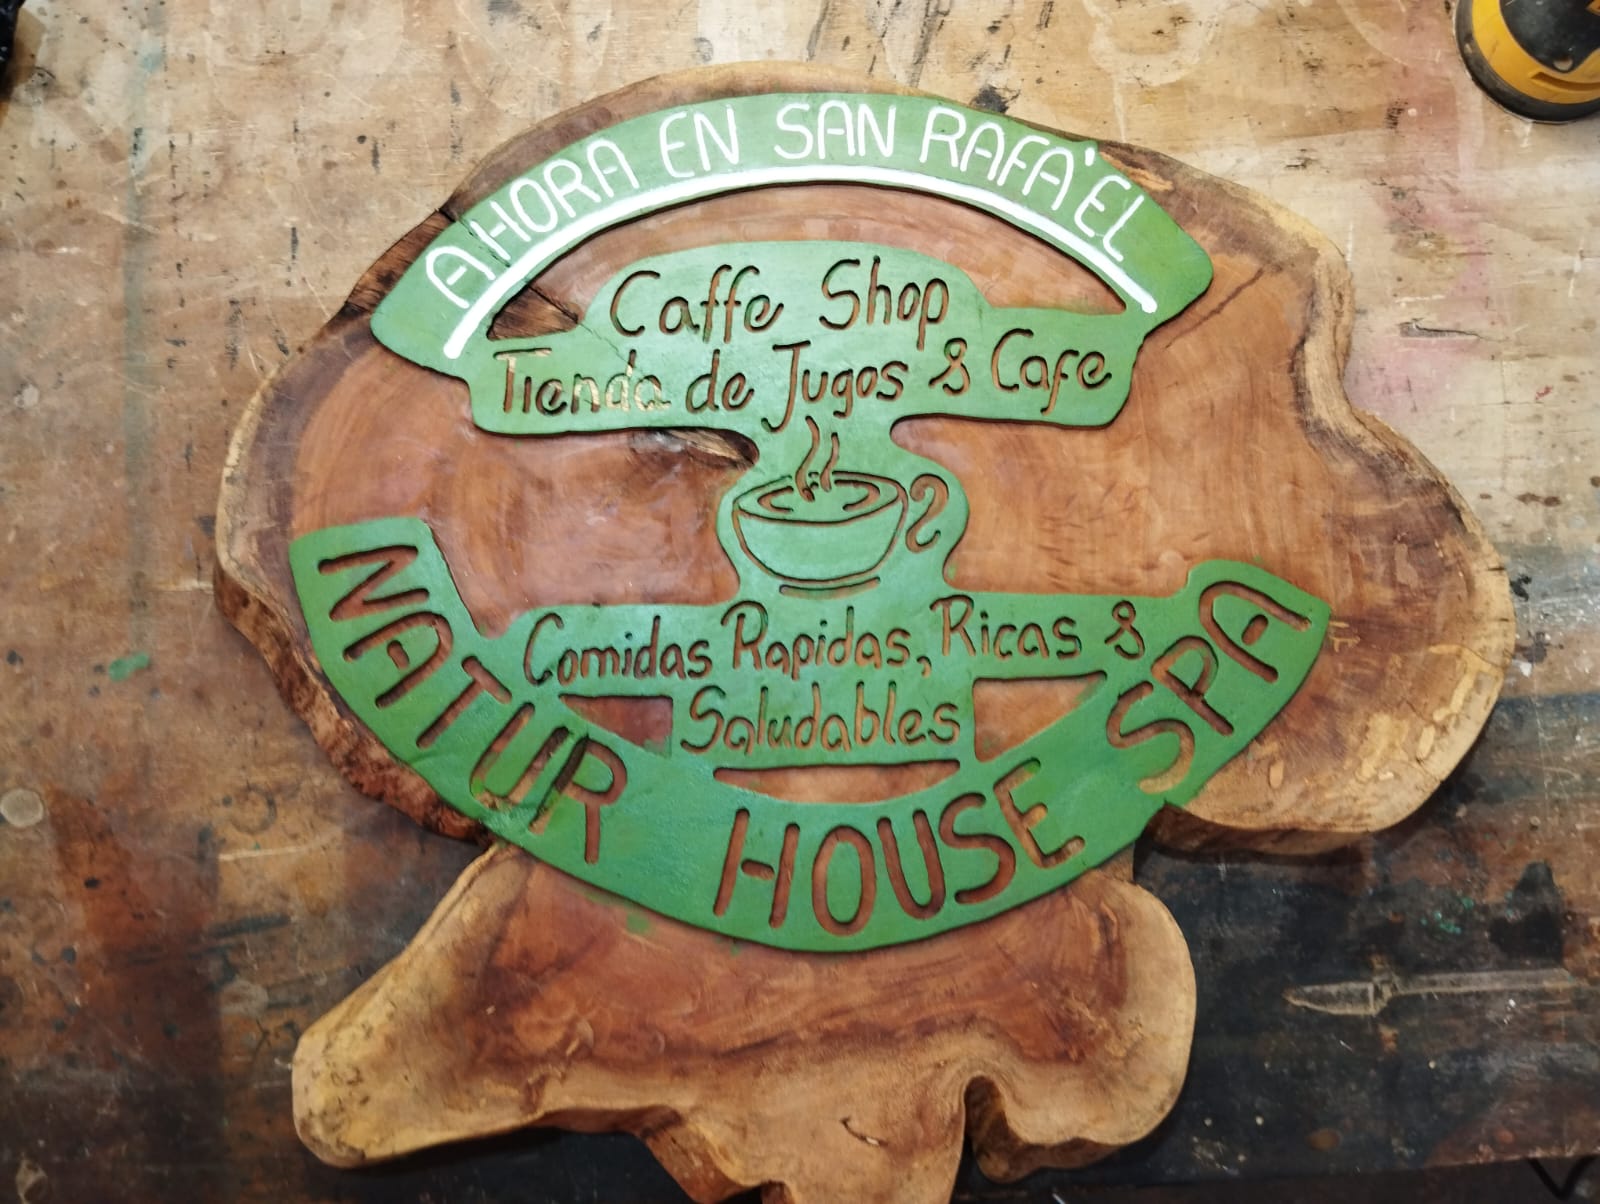 AHORA EN SAN RAFA'EL
Caffe Shop
Tienda de Jugos & Cafe
Comidas Rapidas, Ricas &
Saludables
NATUR HOUSE SPA